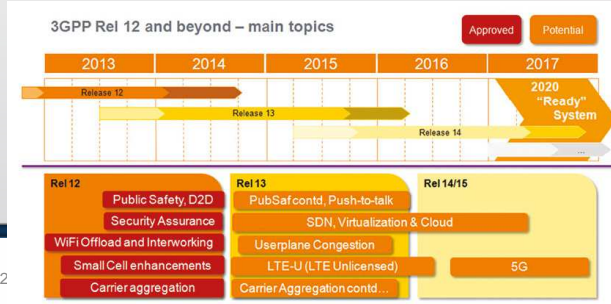 3GPP Rel 12 and beyond – main topics
Approved
Potential
2013
2014
2015
2016
2017
Release 12
Release 13
Release 14
2020
"Ready"
System
...
Rel 12
Public Safety, D2D
Security Assurance
WiFi Offload and Interworking
Small Cell enhancements
Carrier aggregation
Rel 13
PubSafcontd, Push-to-talk
SDN, Virtualization & Cloud
Userplane Congestion
LTE-U (LTE Unlicensed)
Carrier Aggregation contd...
Rel 14/15
5G
2